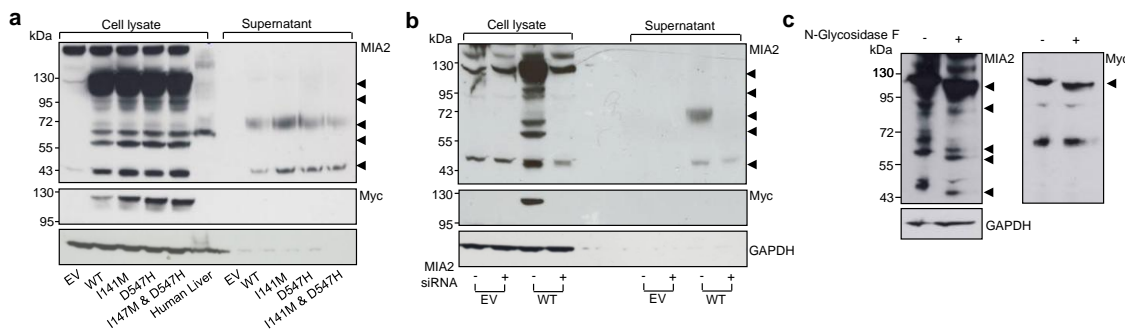 a
Cell lysate
Supernatant
kDa
MIA2
130
95
72
55
43
130
Myc
95
EV
WT
I141M
D547H
I147M & D547H
Human Liver
EV
WT
I141M
D547H
I141M & D547H
b
Cell lysate
Supernatant
kDa
MIA2
130
95
72
55
43
130
Myc
95
GAPDH
MIA2 siRNA
- + - + - + - +
EV
WT
EV
WT
c
N-Glycosidase F
- +
- +
kDa
MIA2
Myc
130
95
72
55
43
GAPDH